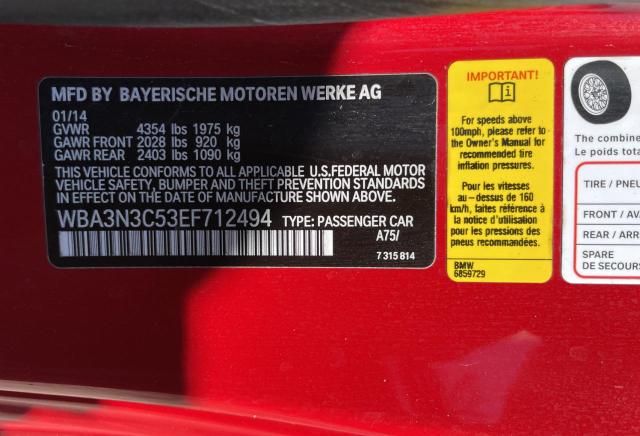 MFD BY BAYERISCHE MOTOREN WERKE AG
01/14
GVWR 4354 lbs 1975 kg
GAWR FRONT 2028 lbs 920 kg
GAWR REAR 2403 lbs 1090 kg
THIS VEHICLE CONFORMS TO ALL APPLICABLE U.S.FEDERAL MOTOR
VEHICLE SAFETY, BUMPER AND THEFT PREVENTION STANDARDS
IN EFFECT ON THE DATE OF MANUFACTURE SHOWN ABOVE.
WBA3N3C53EF712494 TYPE: PASSENGER CAR
A75/
7 315 814
IMPORTANT!
For speeds above
100mph, please refer to
the Owner's Manual for
recommended tire
inflation pressures.
Pour les vitesses
au-dessus de 160
km/h, faites référence à
la notice d'utilisation
pour les pressions des
pneus recommandées.
BMW
6859729
The combine
Le poids tota
TIRE / PNEU
FRONT / AVA
REAR / ARR
SPARE
DE SECOURS